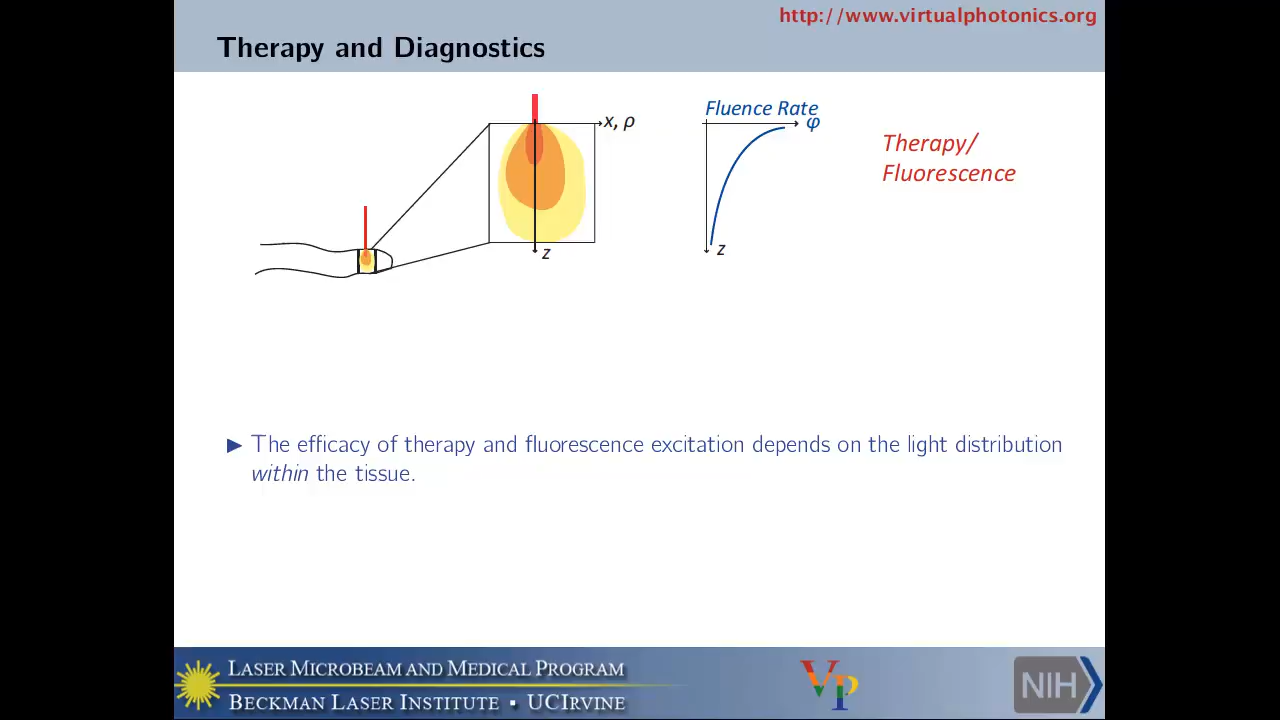 http://www.virtualphotonics.org
Therapy and Diagnostics
x, ρ
z
Fluence Rate
φ
z
Therapy/
Fluorescence
▶ The efficacy of therapy and fluorescence excitation depends on the light distribution
within the tissue.
LASER MICROBEAM AND MEDICAL PROGRAM
BECKMAN LASER INSTITUTE ▪ UCIRVINE
VP
NIH